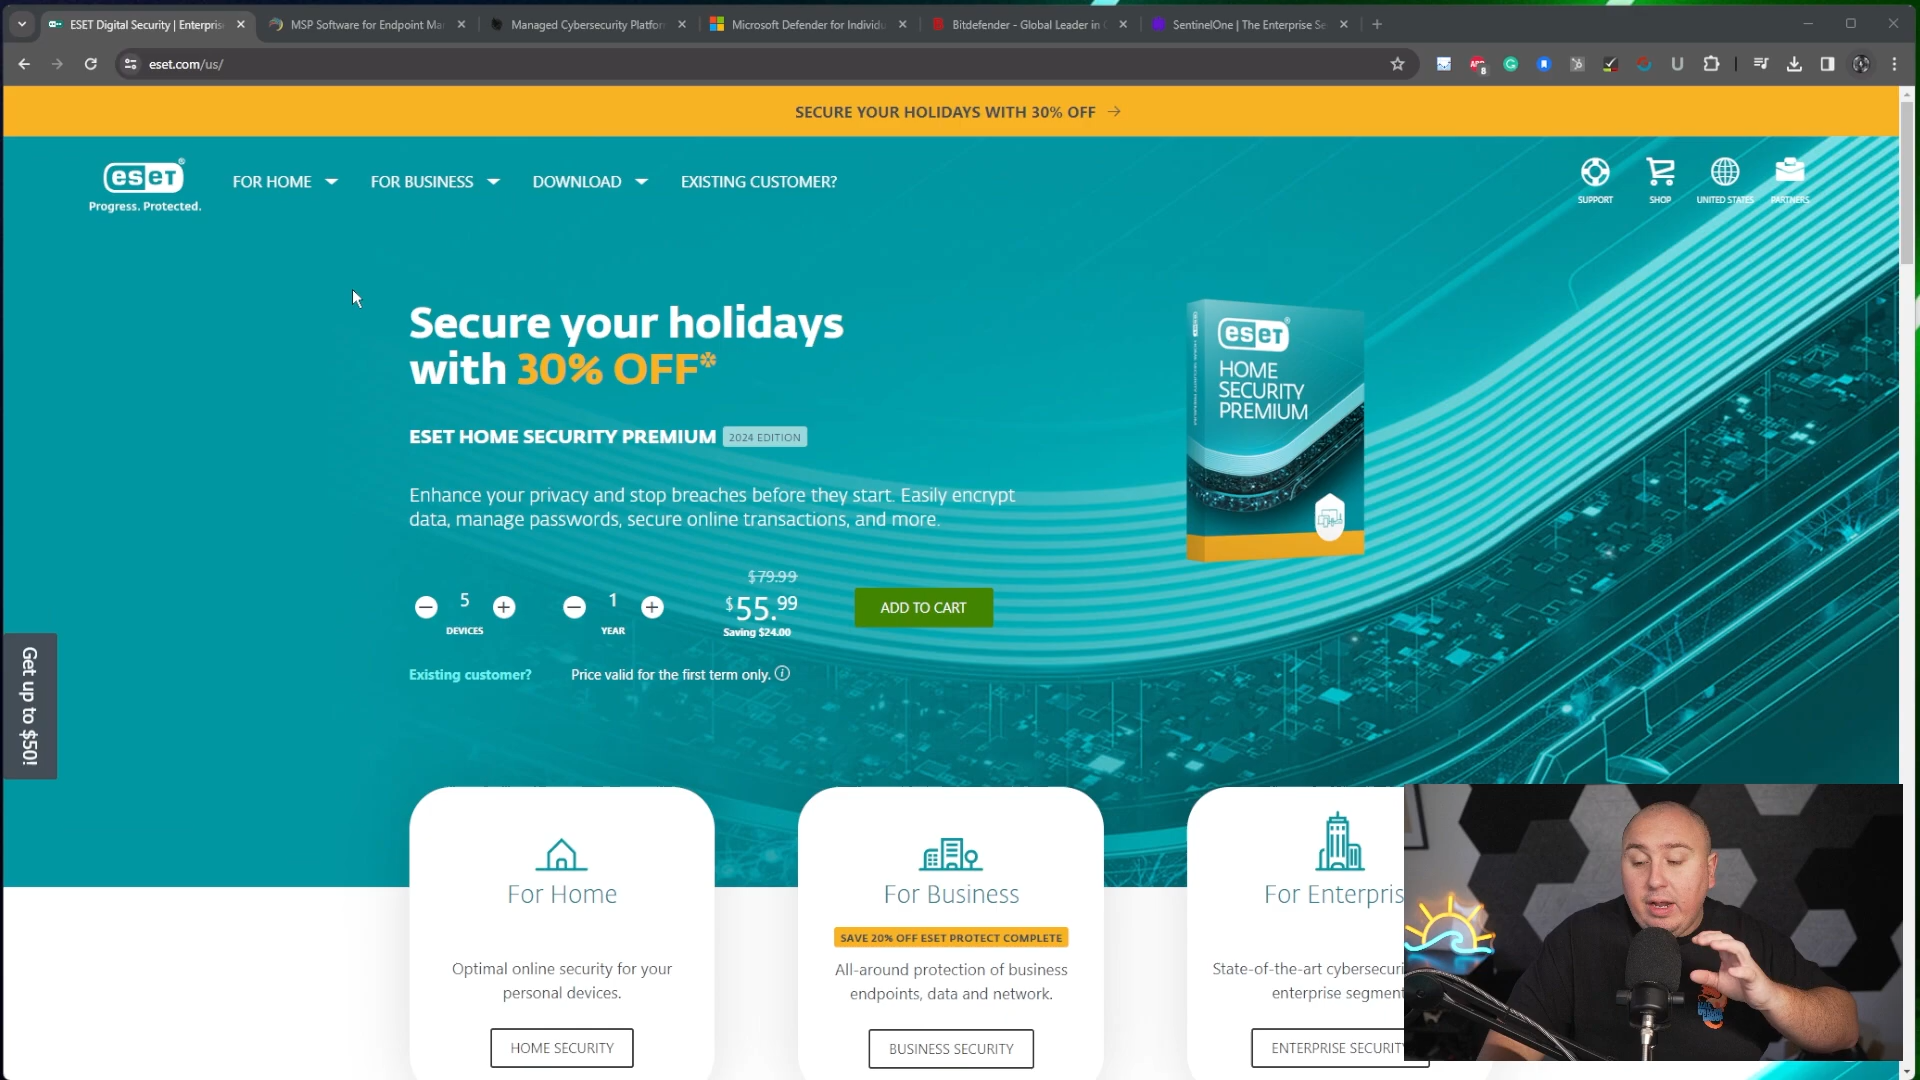 ESET Digital Security | Enterpris
MSP Software for Endpoint Ma
Managed Cybersecurity Platfor
Microsoft Defender for Individu
Bitdefender - Global Leader in
SentinelOne | The Enterprise Se
eset.com/us/
SECURE YOUR HOLIDAYS WITH 30% OFF →
eseT
Progress. Protected.
FOR HOME
FOR BUSINESS
DOWNLOAD
EXISTING CUSTOMER?
SUPPORT
SHOP
UNITED STATES
PARTNERS
Secure your holidays
with 30% OFF*
ESET HOME SECURITY PREMIUM 2024 EDITION
Enhance your privacy and stop breaches before they start. Easily encrypt
data, manage passwords, secure online transactions, and more.
$79.99
5
DEVICES
1
YEAR
$55.99
Saving $24.00
ADD TO CART
Existing customer?
Price valid for the first term only.
eseT
HOME
SECURITY
PREMIUM
Get up to $50!
For Home
Optimal online security for your
personal devices.
HOME SECURITY
For Business
SAVE 20% OFF ESET PROTECT COMPLETE
All-around protection of business
endpoints, data and network.
BUSINESS SECURITY
For Enterpris
State-of-the-art cybersecuri
enterprise segment
ENTERPRISE SECURITY